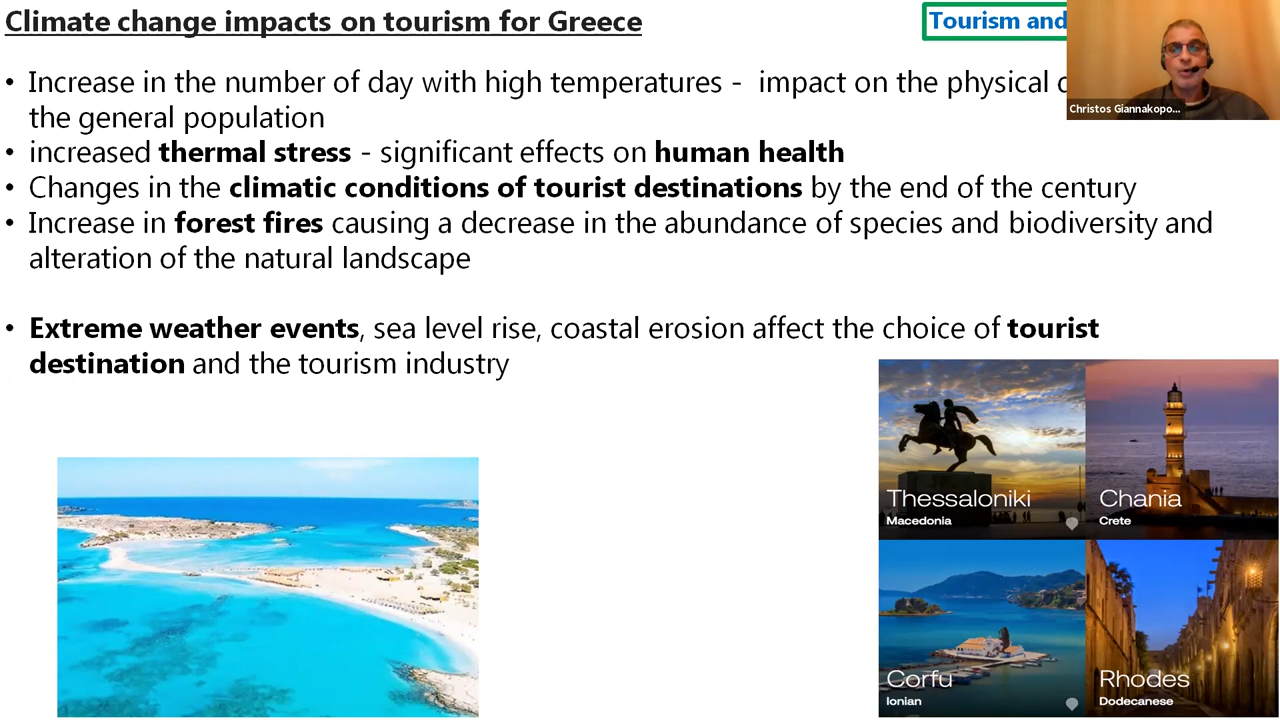 Climate change impacts on tourism for Greece
Tourism and
• Increase in the number of day with high temperatures - impact on the physical
the general population
• increased thermal stress - significant effects on human health
• Changes in the climatic conditions of tourist destinations by the end of the century
• Increase in forest fires causing a decrease in the abundance of species and biodiversity and
alteration of the natural landscape
• Extreme weather events, sea level rise, coastal erosion affect the choice of tourist
destination and the tourism industry
Christos Giannakopo...
Thessaloniki
Macedonia
Chania
Crete
Corfu
Ionian
Rhodes
Dodecanese